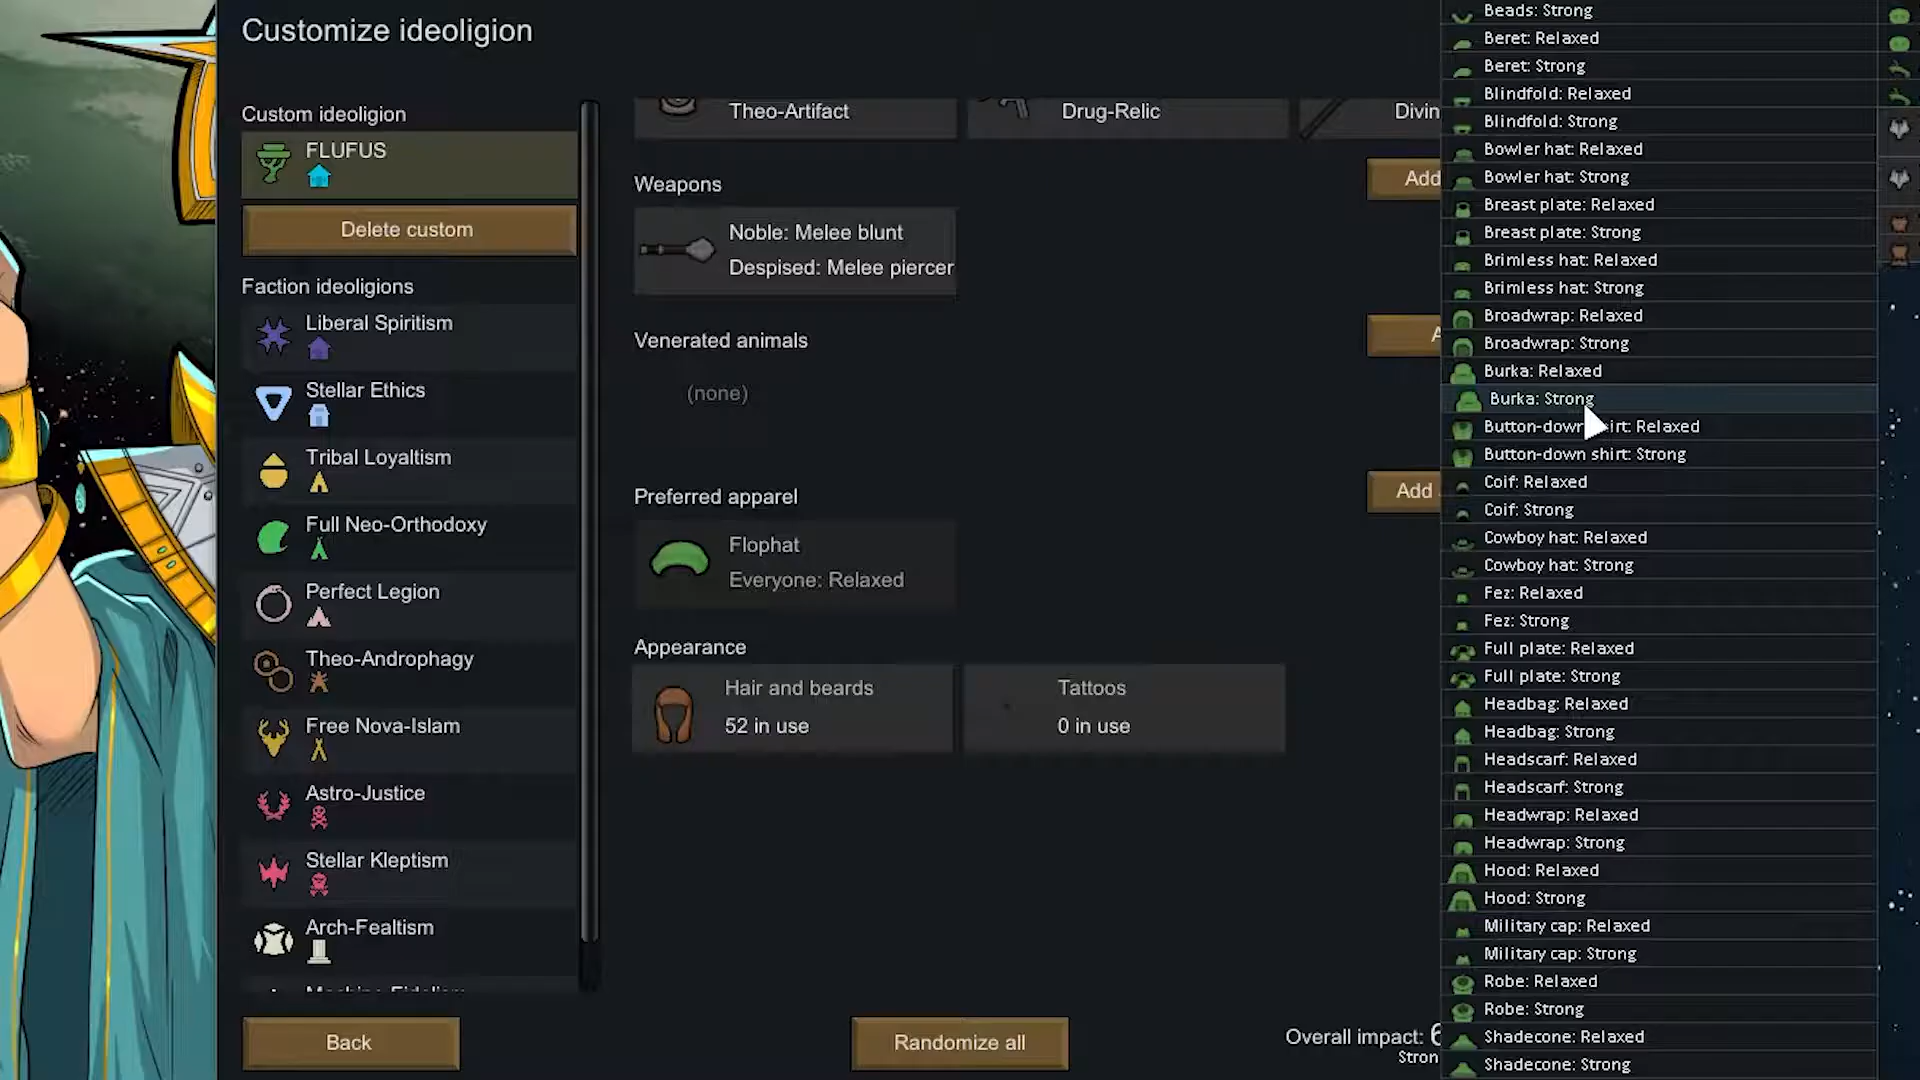 Customize ideoligion
Custom ideoligion
FLUFUS
Delete custom
Faction ideoligions
Liberal Spiritism
Stellar Ethics
Tribal Loyaltism
Full Neo-Orthodoxy
Perfect Legion
Theo-Androphagy
Free Nova-Islam
Astro-Justice
Stellar Kleptism
Arch-Fealtism
Back
Theo-Artifact
Drug-Relic
Divin
Weapons
Add
Noble: Melee blunt
Despised: Melee piercer
Venerated animals
A
(none)
Preferred apparel
Add
Flophat
Everyone: Relaxed
Appearance
Hair and beards
52 in use
Tattoos
0 in use
Randomize all
Overall impact: 6
Stron
Beads: Strong
Beret: Relaxed
Beret: Strong
Blindfold: Relaxed
Blindfold: Strong
Bowler hat: Relaxed
Bowler hat: Strong
Breast plate: Relaxed
Breast plate: Strong
Brimless hat: Relaxed
Brimless hat: Strong
Broadwrap: Relaxed
Broadwrap: Strong
Burka: Relaxed
Burka: Strong
Button-down irt: Relaxed
Button-down shirt: Strong
Coif: Relaxed
Coif: Strong
Cowboy hat: Relaxed
Cowboy hat: Strong
Fez: Relaxed
Fez: Strong
Full plate: Relaxed
Full plate: Strong
Headbag: Relaxed
Headbag: Strong
Headscarf: Relaxed
Headscarf: Strong
Headwrap: Relaxed
Headwrap: Strong
Hood: Relaxed
Hood: Strong
Military cap: Relaxed
Military cap: Strong
Robe: Relaxed
Robe: Strong
Shadecone: Relaxed
Shadecone: Strong